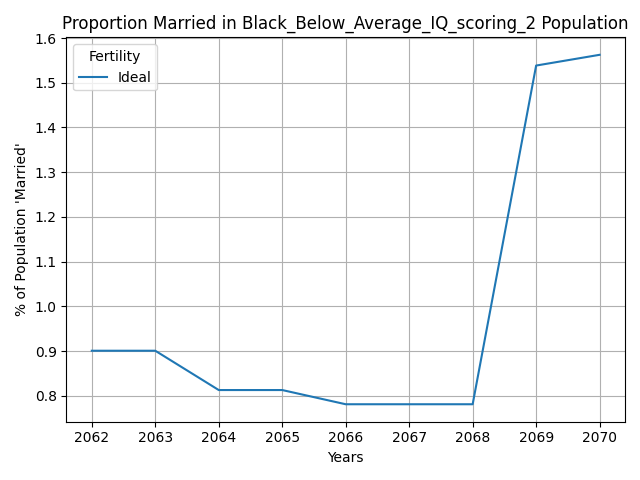 Proportion Married in Black_Below_Average_IQ_scoring_2 Population
1.6
1.5
1.4
1.3
1.2
1.1
1.0
0.9
0.8
% of Population 'Married'
Fertility
Ideal
2062 2063 2064 2065 2066 2067 2068 2069 2070
Years